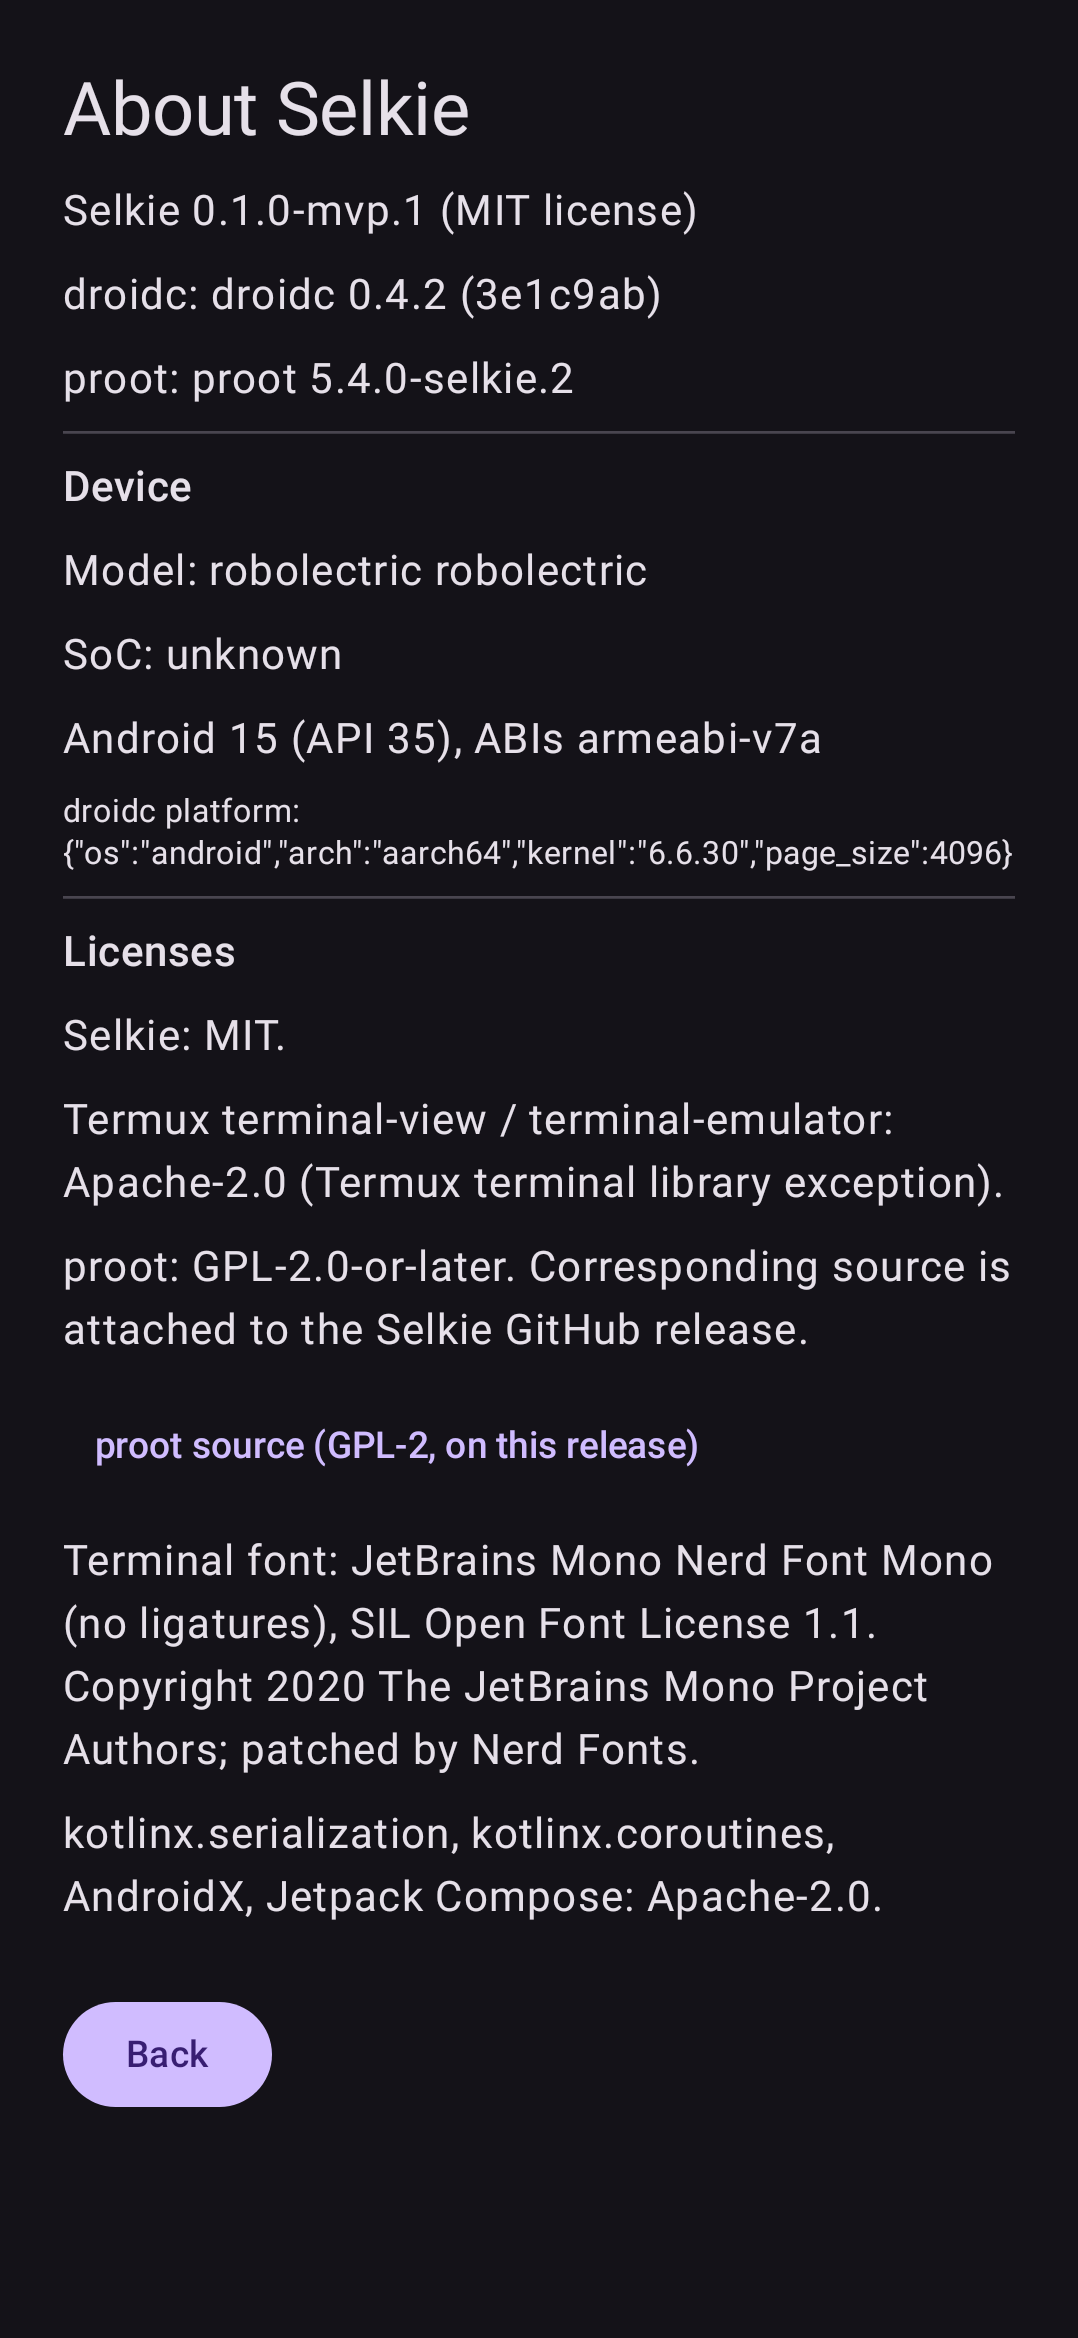 About Selkie
Selkie 0.1.0-mvp.1 (MIT license)
droidc: droidc 0.4.2 (3e1c9ab)
proot: proot 5.4.0-selkie.2
Device
Model: robolectric robolectric
SoC: unknown
Android 15 (API 35), ABIs armeabi-v7a
droidc platform:
{"os":"android","arch":"aarch64","kernel":"6.6.30","page_size":4096}
Licenses
Selkie: MIT.
Termux terminal-view / terminal-emulator:
Apache-2.0 (Termux terminal library exception).
proot: GPL-2.0-or-later. Corresponding source is
attached to the Selkie GitHub release.
proot source (GPL-2, on this release)
Terminal font: JetBrains Mono Nerd Font Mono
(no ligatures), SIL Open Font License 1.1.
Copyright 2020 The JetBrains Mono Project
Authors; patched by Nerd Fonts.
kotlinx.serialization, kotlinx.coroutines,
AndroidX, Jetpack Compose: Apache-2.0.
Back